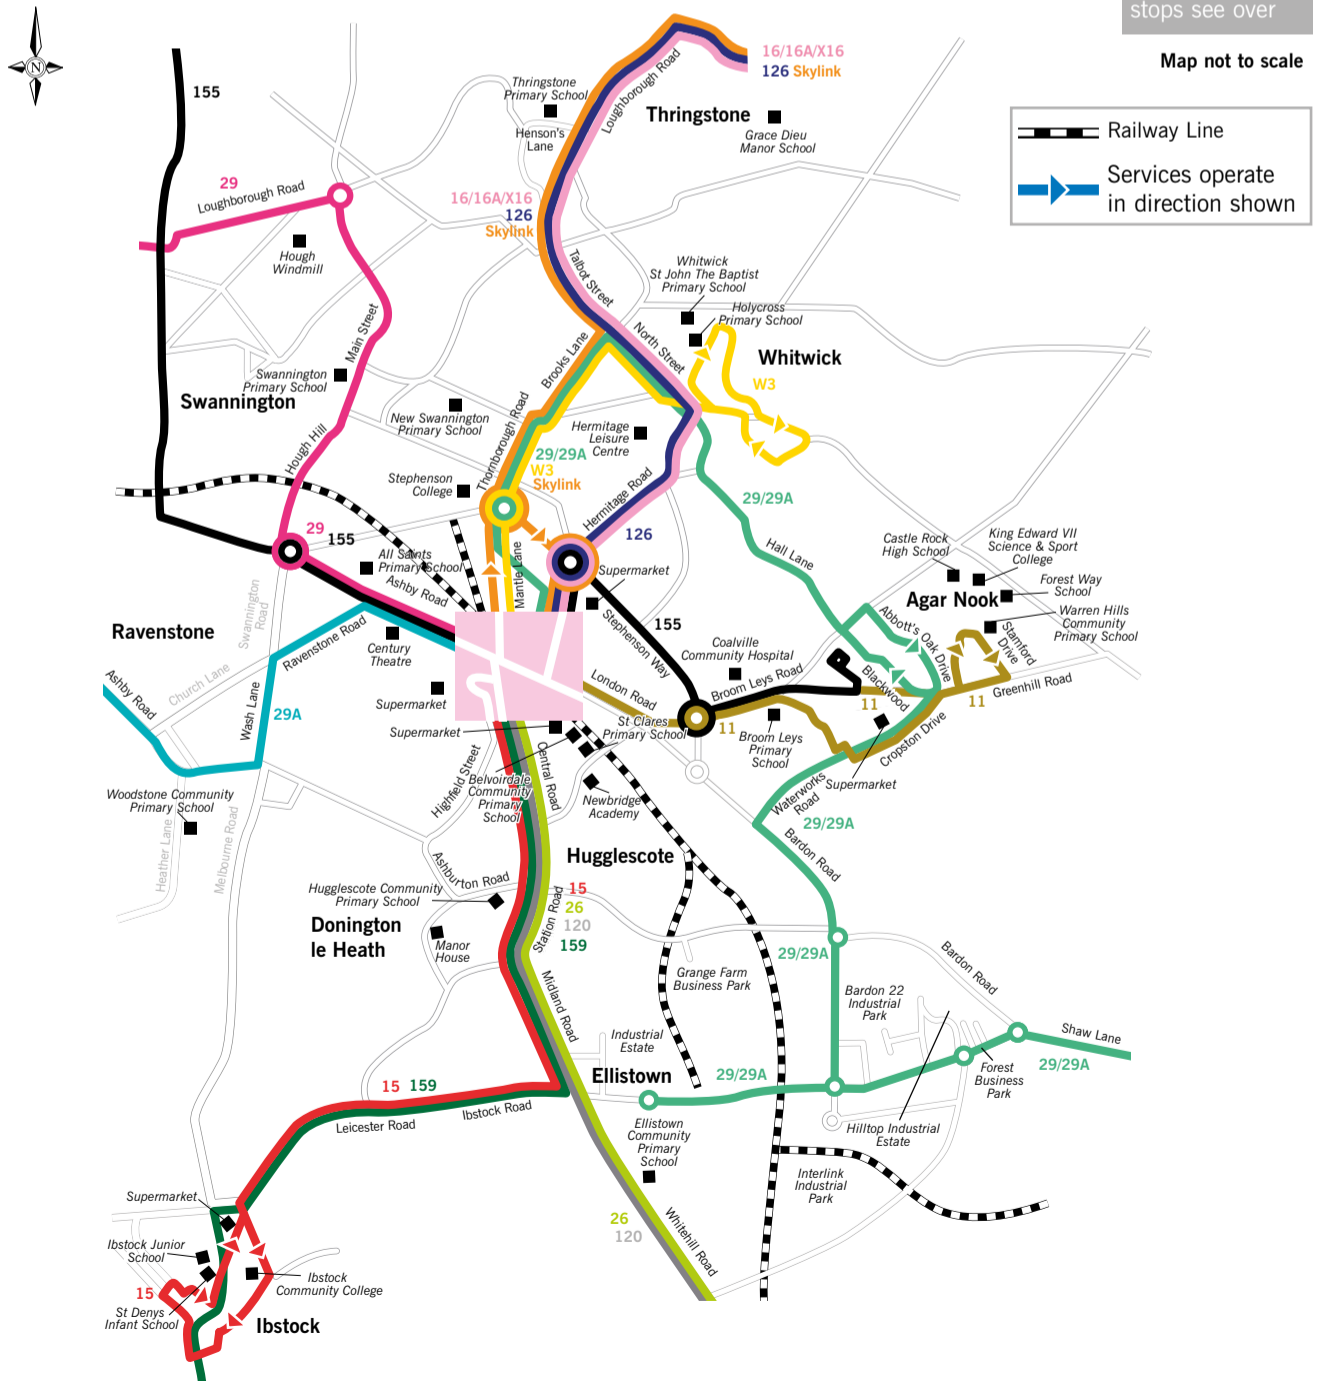 stops see over
Map not to scale
Railway Line
Services operate
in direction shown
N
155
16/16A/X16
126 Skylink
Thringstone
Primary School
Henson's
Lane
Loughborough Road
Thringstone
Grace Dieu
Manor School
29
Loughborough Road
16/16A/X16
126
Skylink
Hough
Windmill
Talbot Street
Whitwick
St John The Baptist
Primary School
Holycross
Primary School
Main Street
North Street
Brooks Lane
Whitwick
W3
Swannington
Primary School
Swannington
New Swannington
Primary School
Thornborough Road
Hermitage
Leisure
Centre
Hough Hill
29/29A
W3
Skylink
Stephenson
College
Hermitage Road
29/29A
29
155
126
Hall Lane
Castle Rock
High School
King Edward VII
Science & Sport
College
All Saints
Primary School
Ashby Road
Mantle Lane
Supermarket
Forest Way
School
Agar Nook
Warren Hills
Community
Primary School
Swannington
Road
Ravenstone
Ravenstone Road
Century
Theatre
Stephenson Way
155
Abbott's Oak Drive
Stamford
Drive
Coalville
Community Hospital
Church Lane
Ashby Road
Wash Lane
29A
Supermarket
London Road
Broom Leys Road
Blackwood
Greenhill Road
11
11
11
Supermarket
St Clares
Primary School
Broom Leys
Primary
School
Cropston Drive
Supermarket
Highfield Street
Central Road
Belvoirdale
Community
Primary
School
Newbridge
Academy
Woodstone Community
Primary School
Waterworks
Road
29/29A
Heather Lane
Melbourne Road
Bardon Road
Hugglescote
Ashburton Road
Hugglescote Community
Primary School
15
26
120
159
Station Road
Donington
le Heath
Manor
House
29/29A
Bardon Road
Grange Farm
Business Park
Midland Road
Bardon 22
Industrial
Park
Industrial
Estate
Shaw Lane
29/29A
Ellistown
29/29A
Forest
Business
Park
15 159
Ibstock Road
Leicester Road
Ellistown
Community
Primary
School
Hilltop Industrial
Estate
Interlink
Industrial
Park
Supermarket
26
120
Whitehill Road
Ibstock Junior
School
Ibstock
Community College
15
St Denys
Infant School
Ibstock